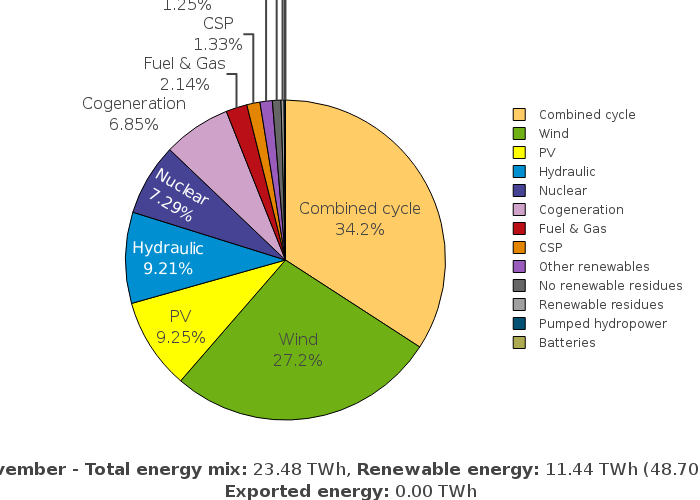 1.25%
CSP
1.33%
Fuel & Gas
2.14%
Cogeneration
6.85%
Nuclear
7.29%
Hydraulic
9.21%
PV
9.25%
Wind
27.2%
Combined cycle
34.2%
Combined cycle
Wind
PV
Hydraulic
Nuclear
Cogeneration
Fuel & Gas
CSP
Other renewables
No renewable residues
Renewable residues
Pumped hydropower
Batteries
vember - Total energy mix: 23.48 TWh, Renewable energy: 11.44 TWh (48.70
Exported energy: 0.00 TWh